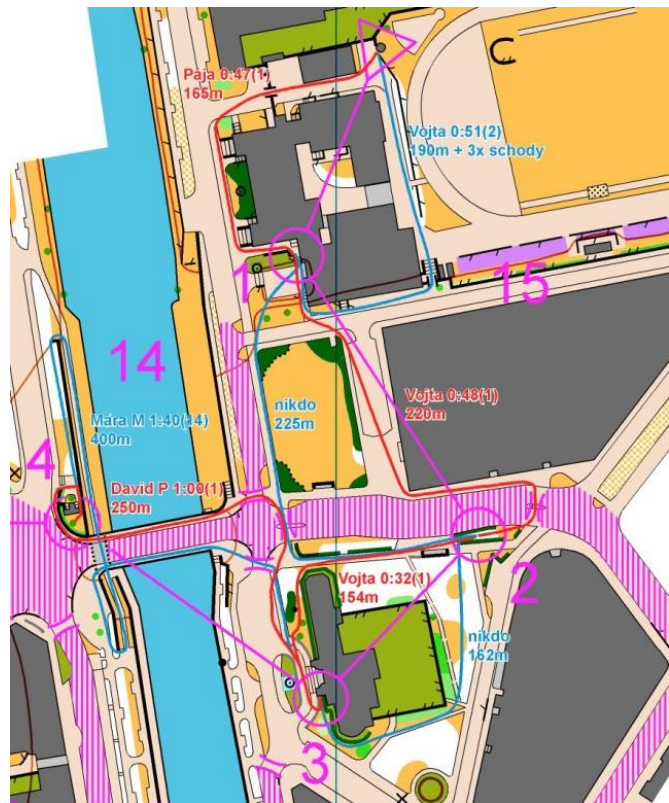 Pája 0:47(1)
165m
Vojta 0:51(2)
190m + 3x schody
1
15
14
nikdo
225m
Vojta 0:48(1)
220m
Mára M 1:40(14)
400m
4
David P 1:00(1)
250m
Vojta 0:32(1)
154m
2
nikdo
162m
3